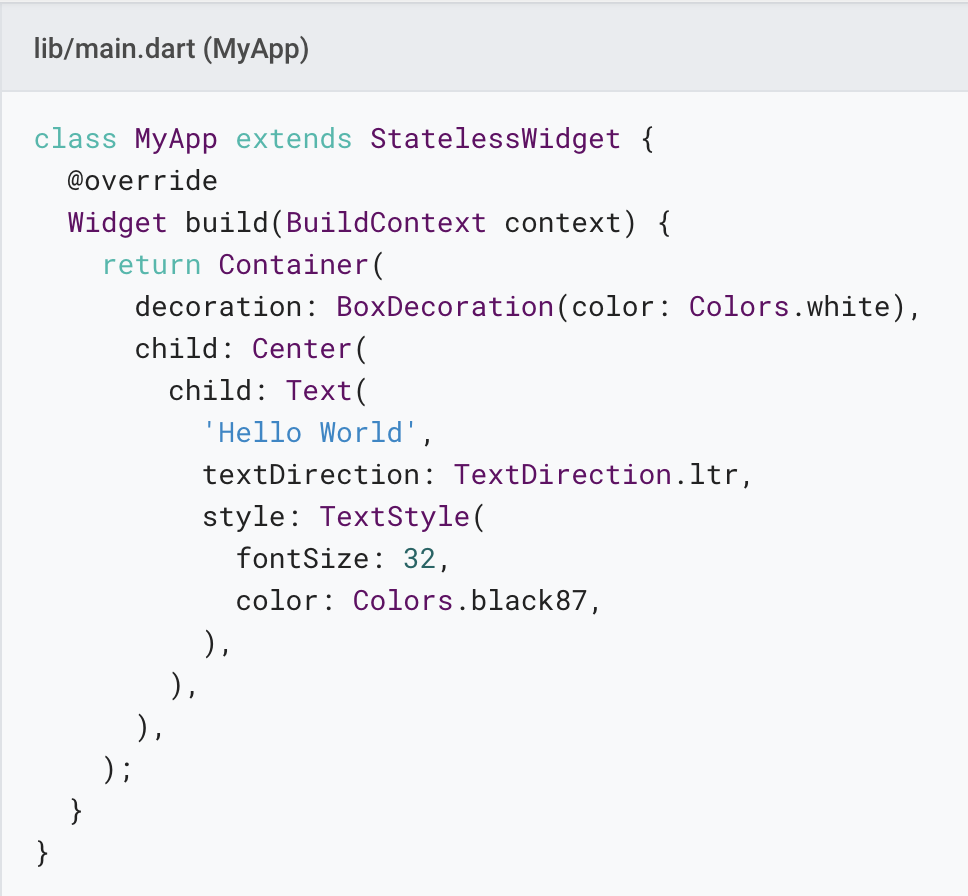 lib/main.dart (MyApp)
class MyApp extends StatelessWidget {
  @override
  Widget build(BuildContext context) {
    return Container(
      decoration: BoxDecoration(color: Colors.white),
      child: Center(
        child: Text(
          'Hello World',
          textDirection: TextDirection.ltr,
          style: TextStyle(
            fontSize: 32,
            color: Colors.black87,
          ),
        ),
      ),
    );
  }
}